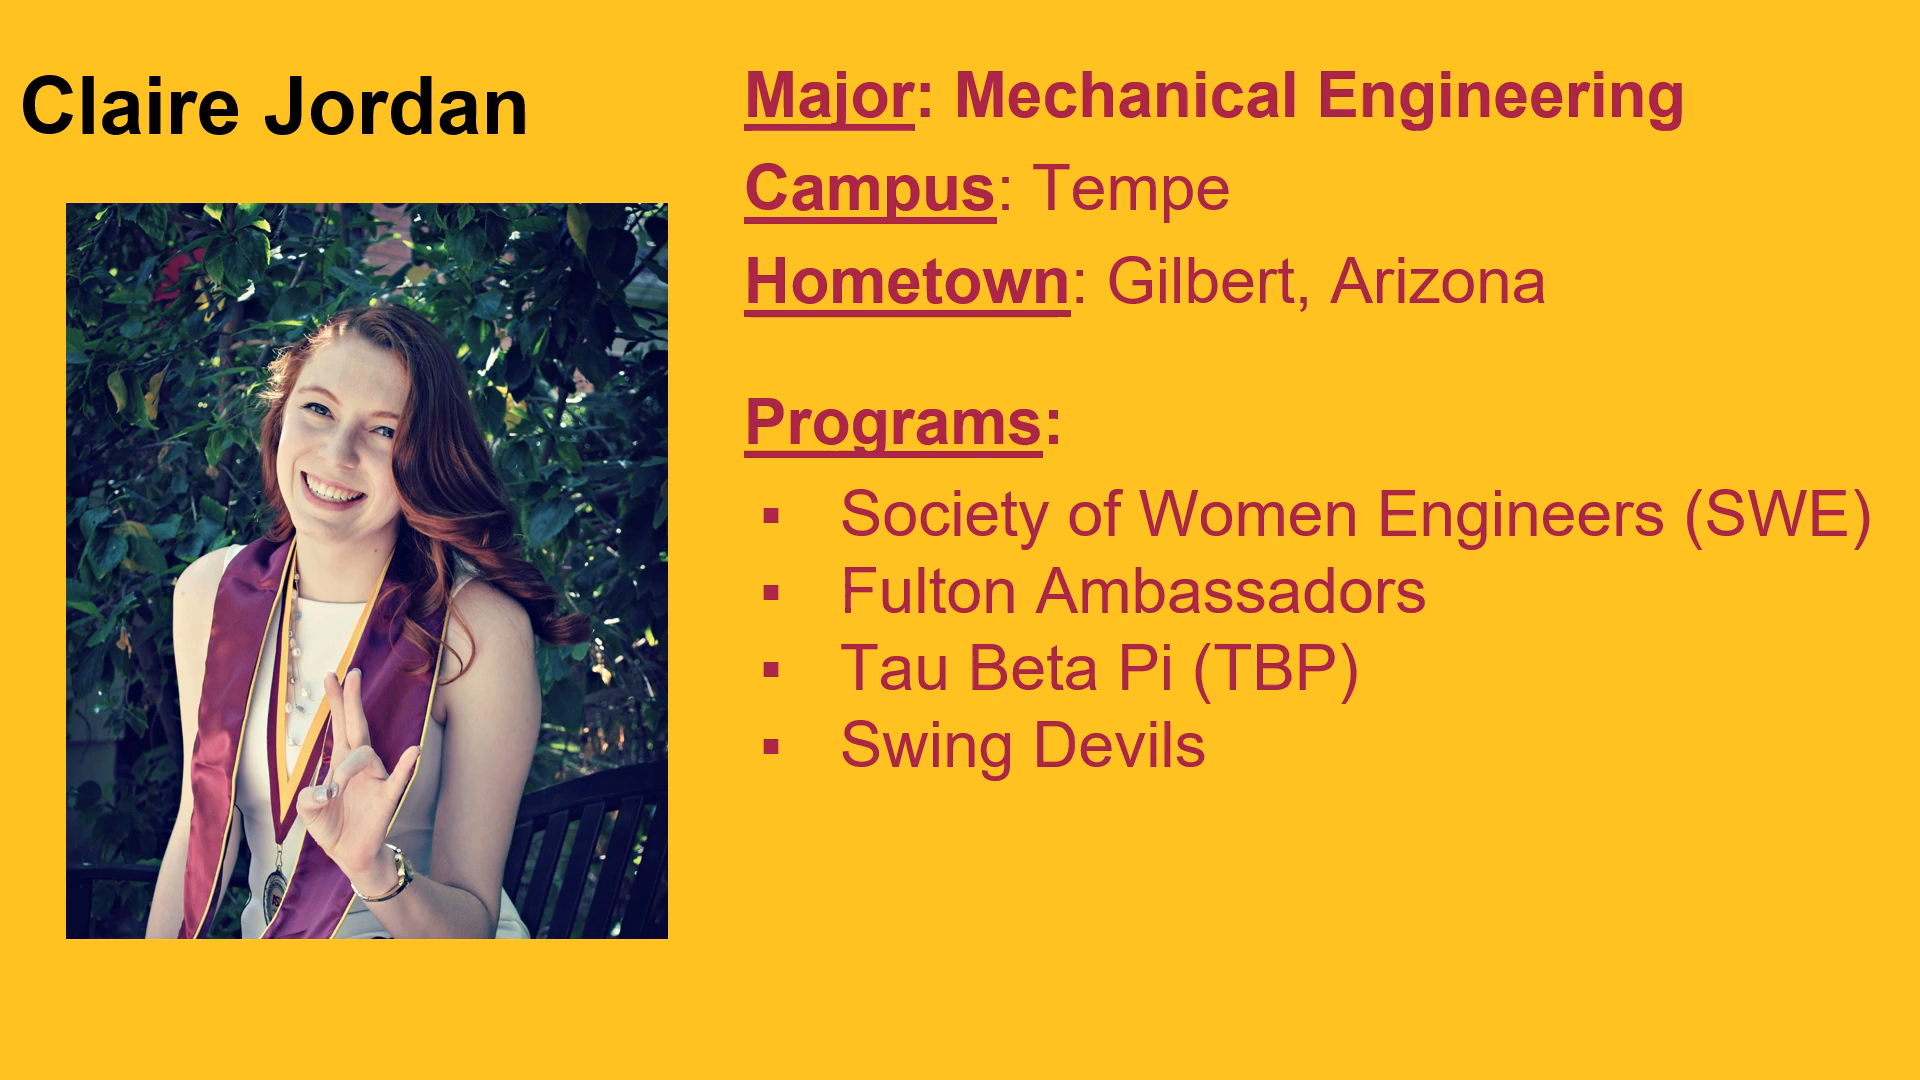 Claire Jordan
Major: Mechanical Engineering
Campus: Tempe
Hometown: Gilbert, Arizona
Programs:
▪ Society of Women Engineers (SWE)
▪ Fulton Ambassadors
▪ Tau Beta Pi (TBP)
▪ Swing Devils